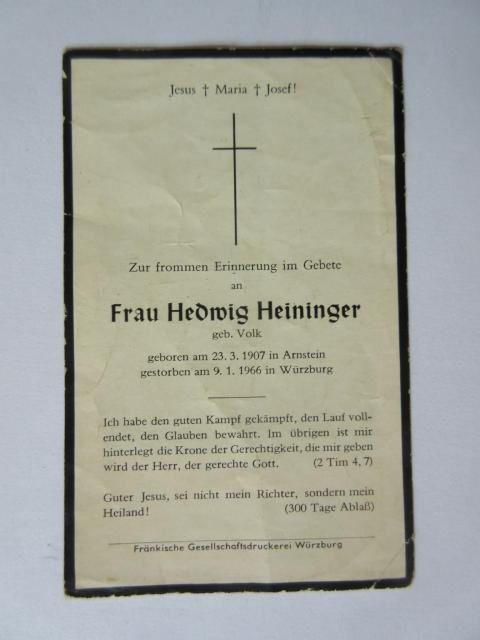 Jesus † Maria † Josef!
Zur frommen Erinnerung im Gebete
an
Frau Hedwig Heininger
geb. Volk
geboren am 23. 3. 1907 in Arnstein
gestorben am 9. 1. 1966 in Würzburg
Ich habe den guten Kampf gekämpft, den Lauf voll-
endet, den Glauben bewahrt. Im übrigen ist mir
hinterlegt die Krone der Gerechtigkeit, die mir geben
wird der Herr, der gerechte Gott. (2 Tim 4, 7)
Guter Jesus, sei nicht mein Richter, sondern mein
Heiland! (300 Tage Ablaß)
Fränkische Gesellschaftsdruckerei Würzburg